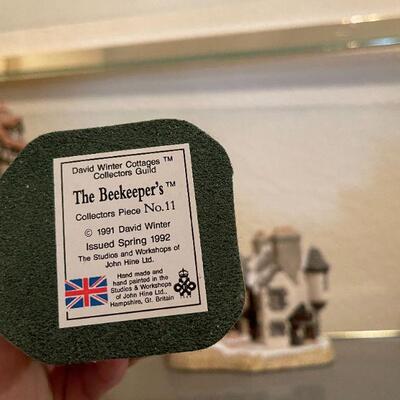 David Winter Cottages ™
Collectors Guild
The Beekeeper's ™
Collectors Piece No.11
© 1991 David Winter
Issued Spring 1992
The Studios and Workshops of
John Hine Ltd.
Hand made and
hand painted in the
Studios & Workshops
of John Hine Ltd.,
Hampshire, Gt. Britain